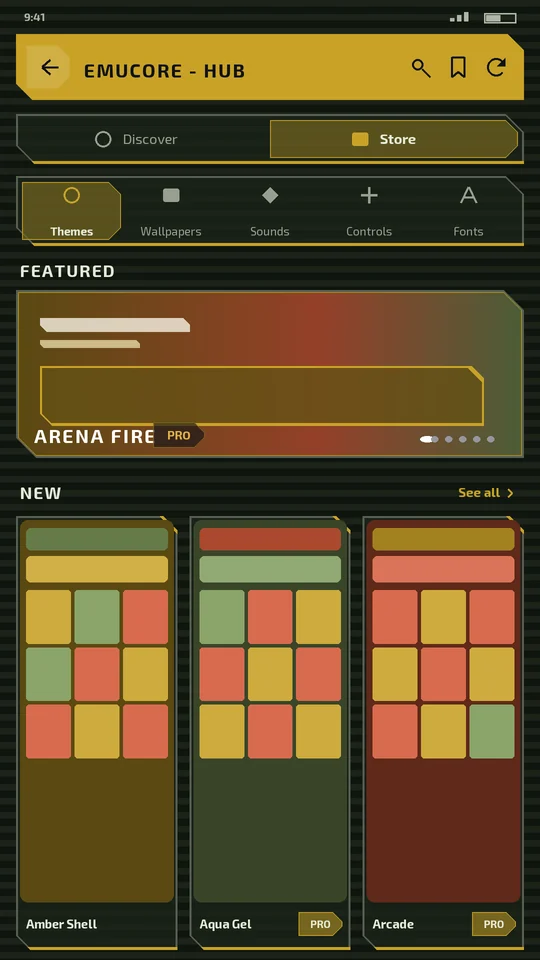 9:41
EMUCORE - HUB
Discover
Store
Themes
Wallpapers
Sounds
Controls
Fonts
FEATURED
ARENA FIRE
PRO
NEW
See all
Amber Shell
Aqua Gel
PRO
Arcade
PRO